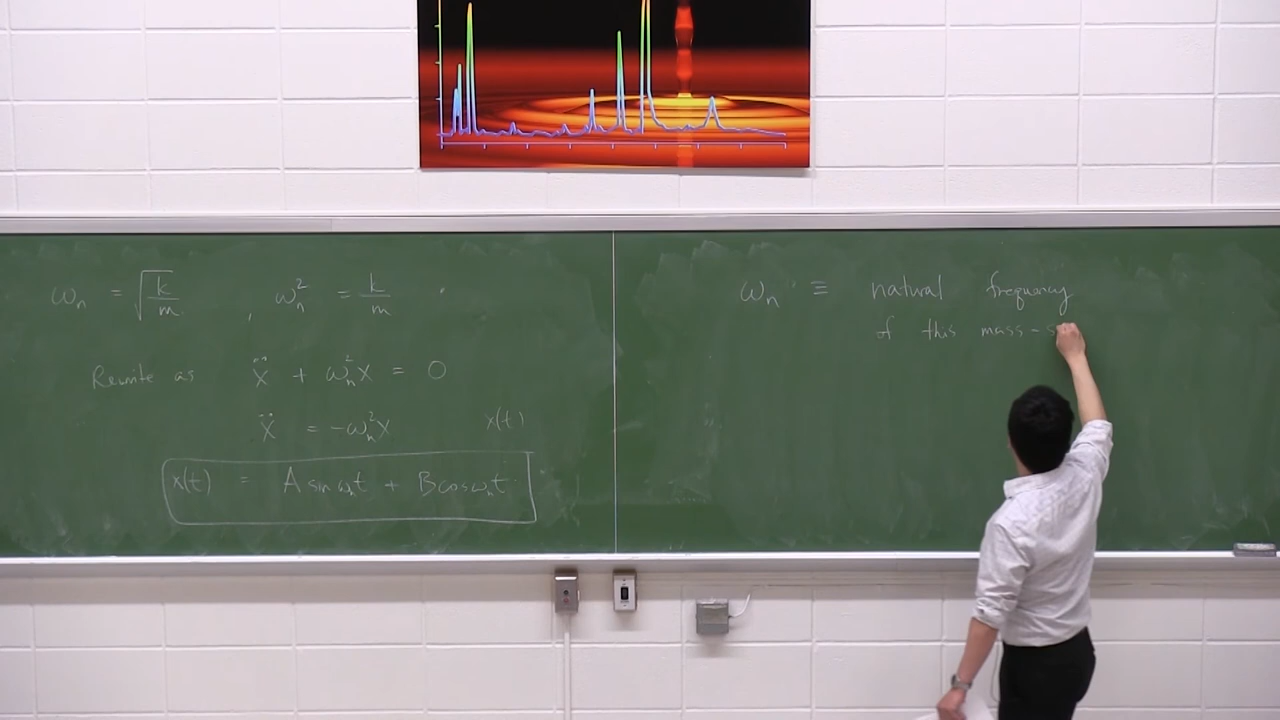 ωₙ = √(k/m) , ωₙ² = k/m
Rewrite as ẍ + ωₙ²x = 0
ẍ = -ωₙ²x x(t)
x(t) = A sin ωₙt + B cos ωₙt
ωₙ ≡ natural frequency
of this mass-s